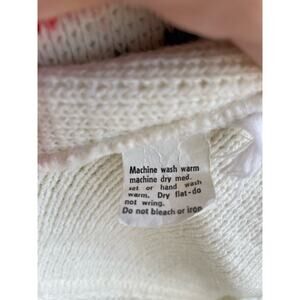 Machine wash warm
machine dry med.
set or hand wash
warm. Dry flat-do
not wring.
Do not bleach or iron